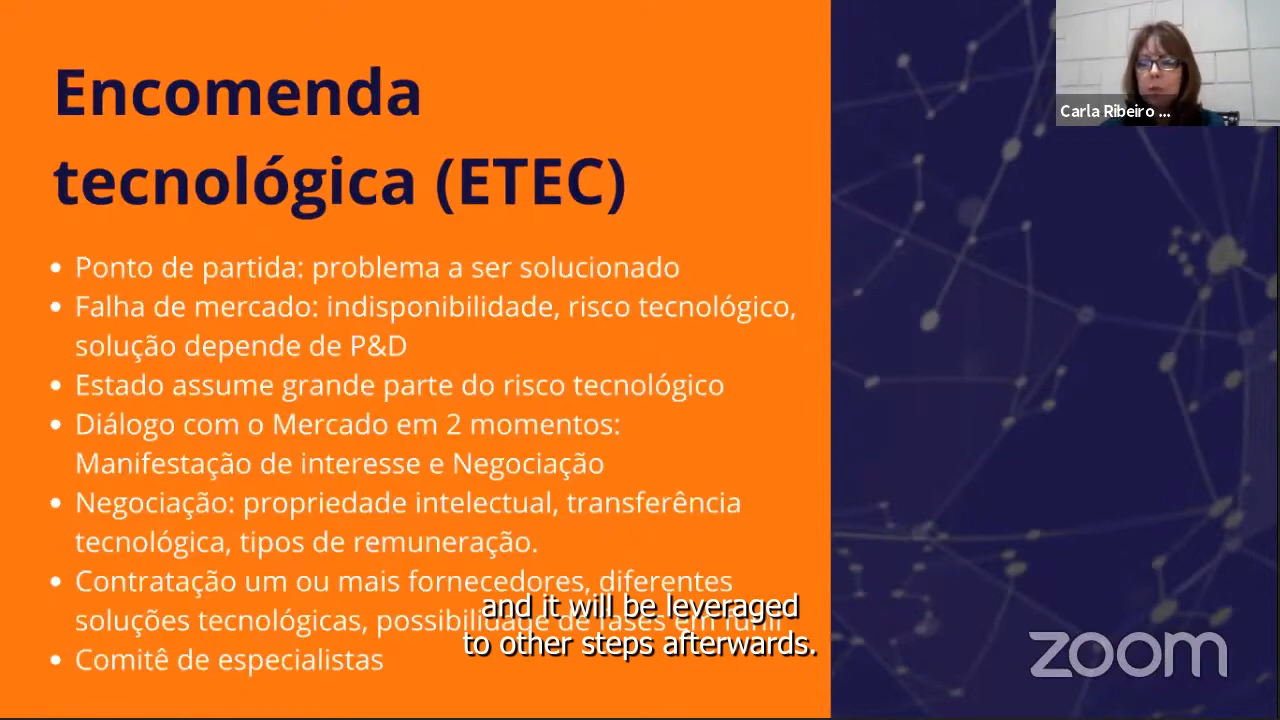 Encomenda
tecnológica (ETEC)
Carla Ribeiro ...
Ponto de partida: problema a ser solucionado
Falha de mercado: indisponibilidade, risco tecnológico,
solução depende de P&D
Estado assume grande parte do risco tecnológico
Diálogo com o Mercado em 2 momentos:
Manifestação de interesse e Negociação
Negociação: propriedade intelectual, transferência
tecnológica, tipos de remuneração.
Contratação um ou mais fornecedores, diferentes
soluções tecnológicas, possibilidade de fases em funil
Comitê de especialistas
and it will be leveraged
to other steps afterwards.
zoom